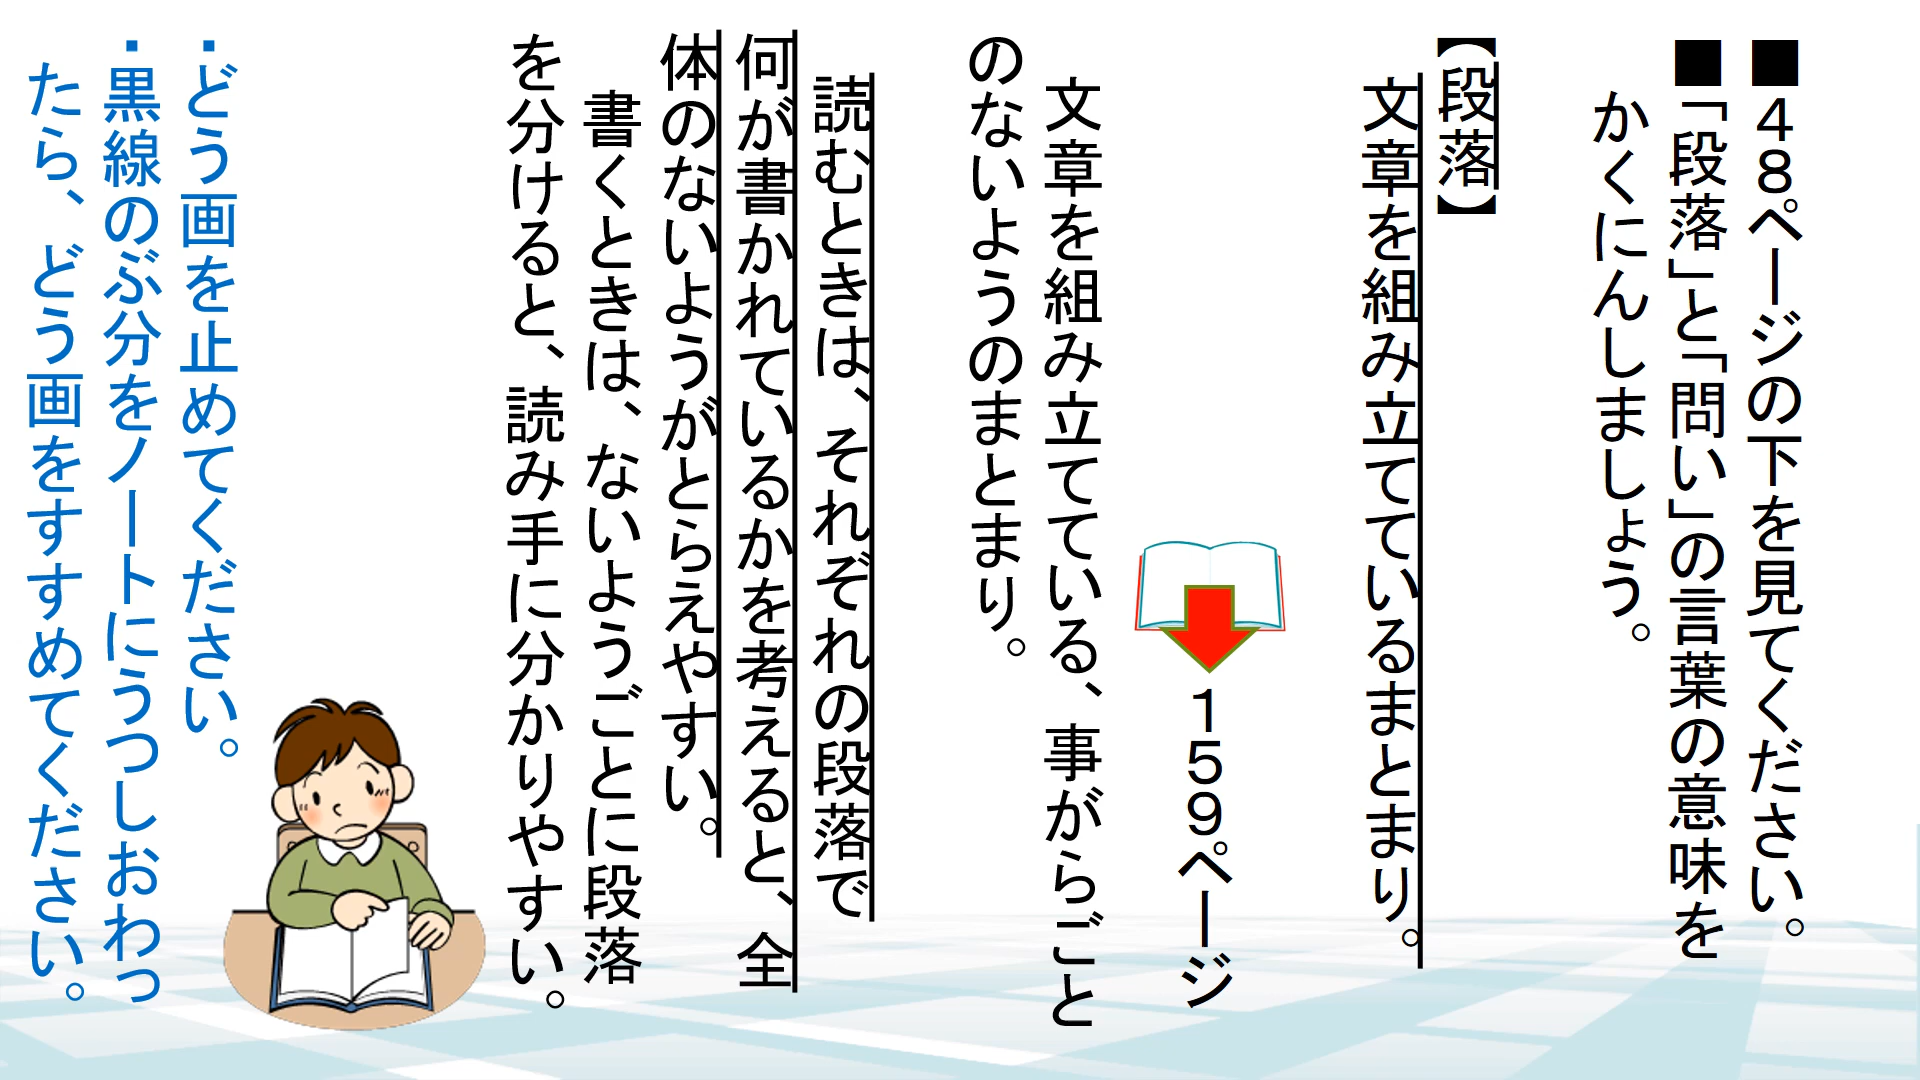 ■４８ページの下を見てください。
■「段落」と「問い」の言葉の意味を
かくにんしましょう。
【段落】
文章を組み立てているまとまり。
１５９ページ
文章を組み立てている、事がらごと
のないようのまとまり。
読むときは、それぞれの段落で
何が書かれているかを考えると、全
体のないようがとらえやすい。
書くときは、ないようごとに段落
を分けると、読み手に分かりやすい。
・どう画を止めてください。
・黒線のぶ分をノートにうつしおわっ
たら、どう画をすすめてください。